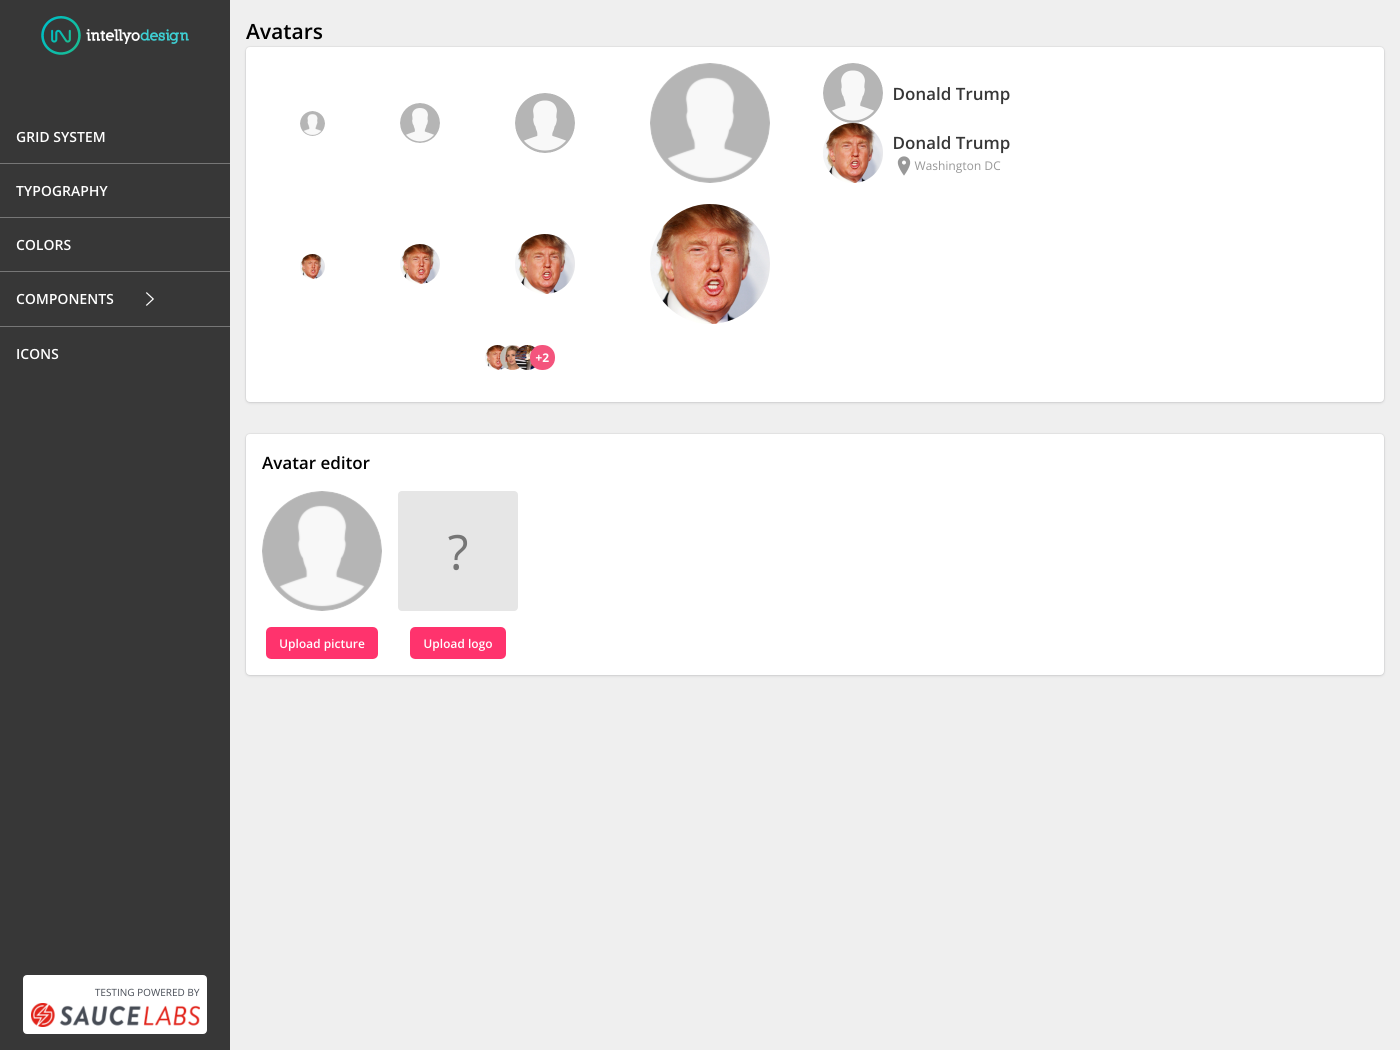 intellyodesign
GRID SYSTEM
TYPOGRAPHY
COLORS
COMPONENTS
ICONS
TESTING POWERED BY
SAUCELABS
Avatars
Donald Trump
Donald Trump
Washington DC
+2
Avatar editor
?
Upload picture
Upload logo